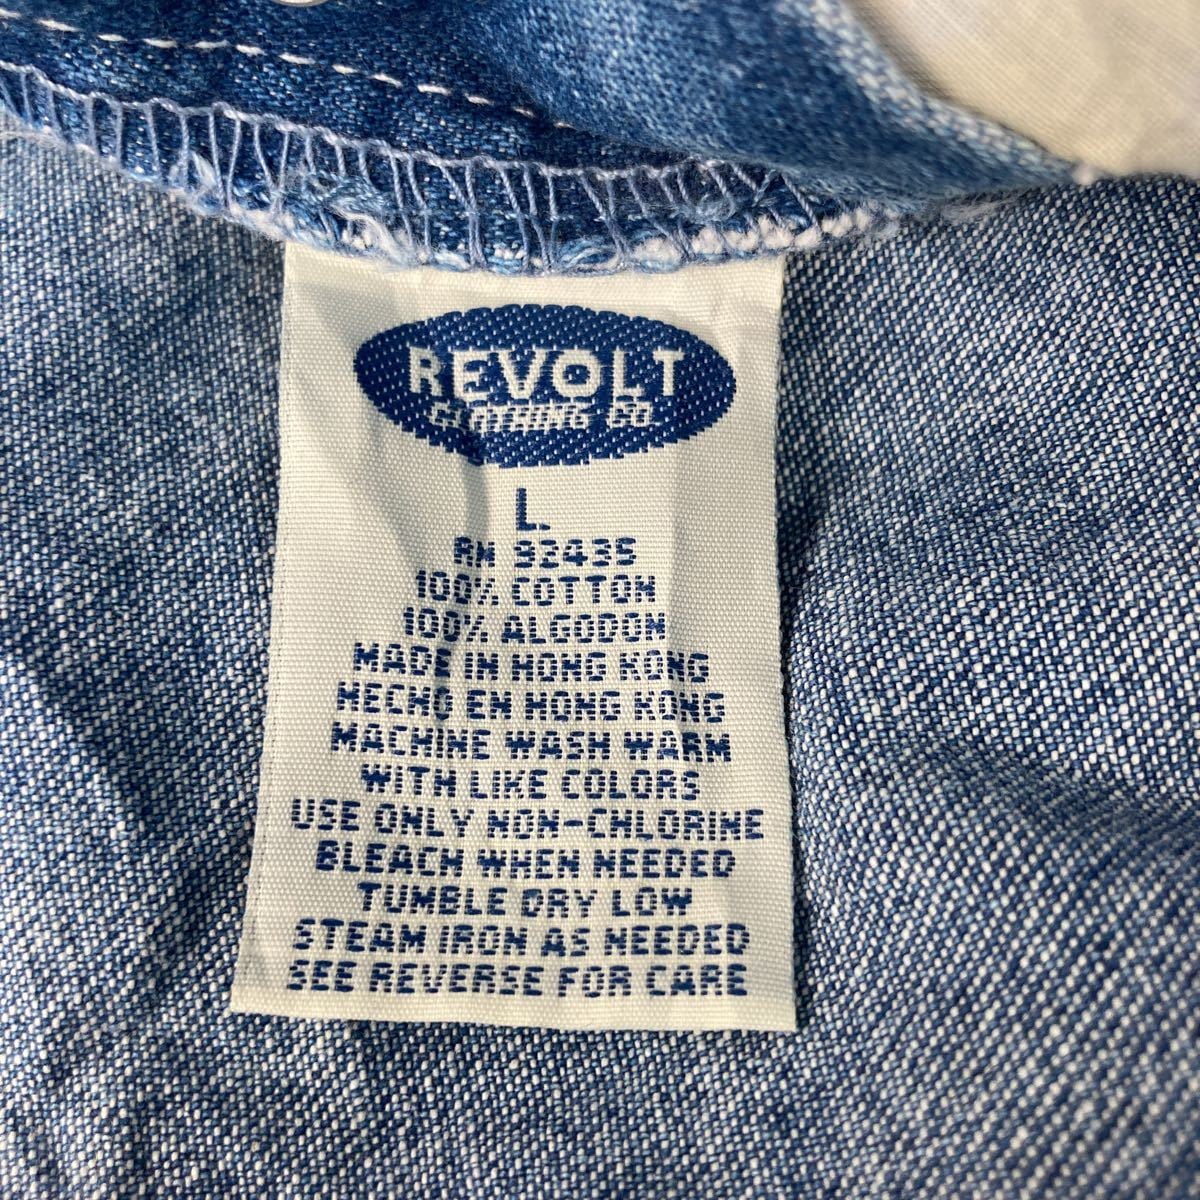 REVOLT
CLOTHING CO
L.
RN 92435
100% COTTON
100% ALGODON
MADE IN HONG KONG
HECHO EN HONG KONG
MACHINE WASH WARM
WITH LIKE COLORS
USE ONLY NON-CHLORINE
BLEACH WHEN NEEDED
TUMBLE DRY LOW
STEAM IRON AS NEEDED
SEE REVERSE FOR CARE